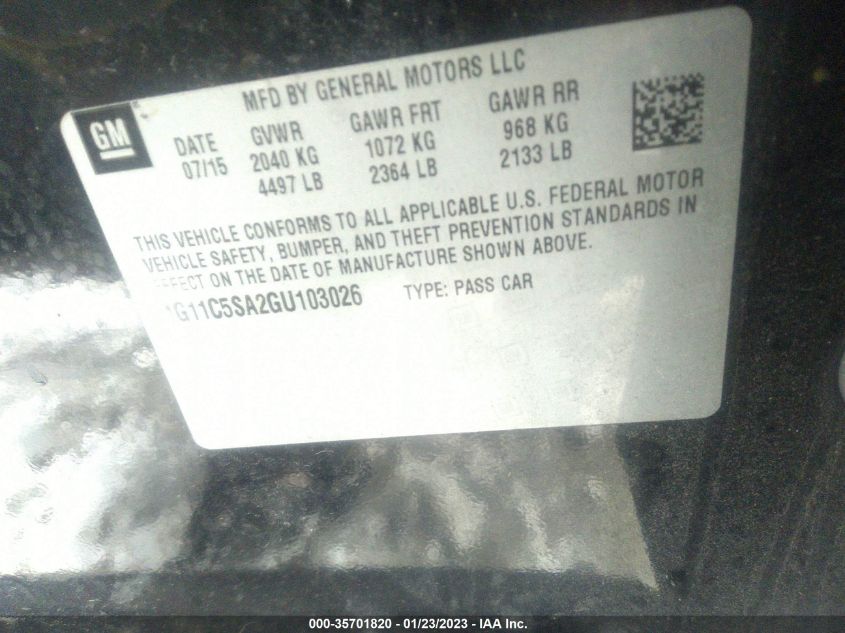 MFD BY GENERAL MOTORS LLC
GM
DATE GVWR GAWR FRT GAWR RR
07/15 2040 KG 1072 KG 968 KG
4497 LB 2364 LB 2133 LB
THIS VEHICLE CONFORMS TO ALL APPLICABLE U.S. FEDERAL MOTOR
VEHICLE SAFETY, BUMPER, AND THEFT PREVENTION STANDARDS IN
EFFECT ON THE DATE OF MANUFACTURE SHOWN ABOVE.
1G11C5SA2GU103026 TYPE: PASS CAR
000-35701820 - 01/23/2023 - IAA Inc.